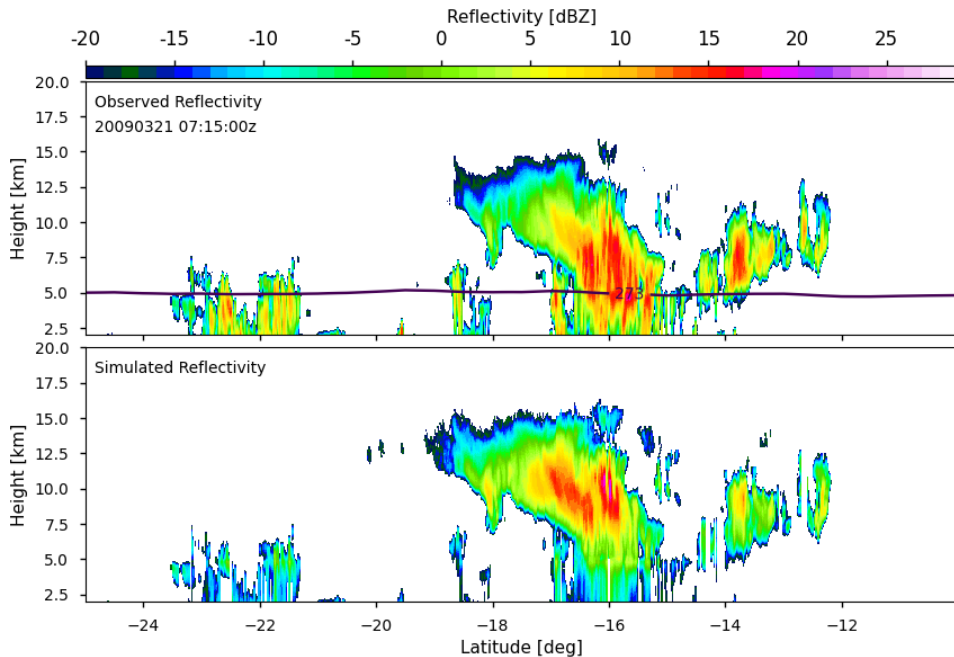 Reflectivity [dBZ]
-20 -15 -10 -5 0 5 10 15 20 25
20.0
Observed Reflectivity
20090321 07:15:00z
17.5
15.0
12.5
10.0
7.5
5.0
2.5
Height [km]
273
20.0
Simulated Reflectivity
17.5
15.0
12.5
10.0
7.5
5.0
2.5
Height [km]
−24 −22 −20 −18 −16 −14 −12
Latitude [deg]